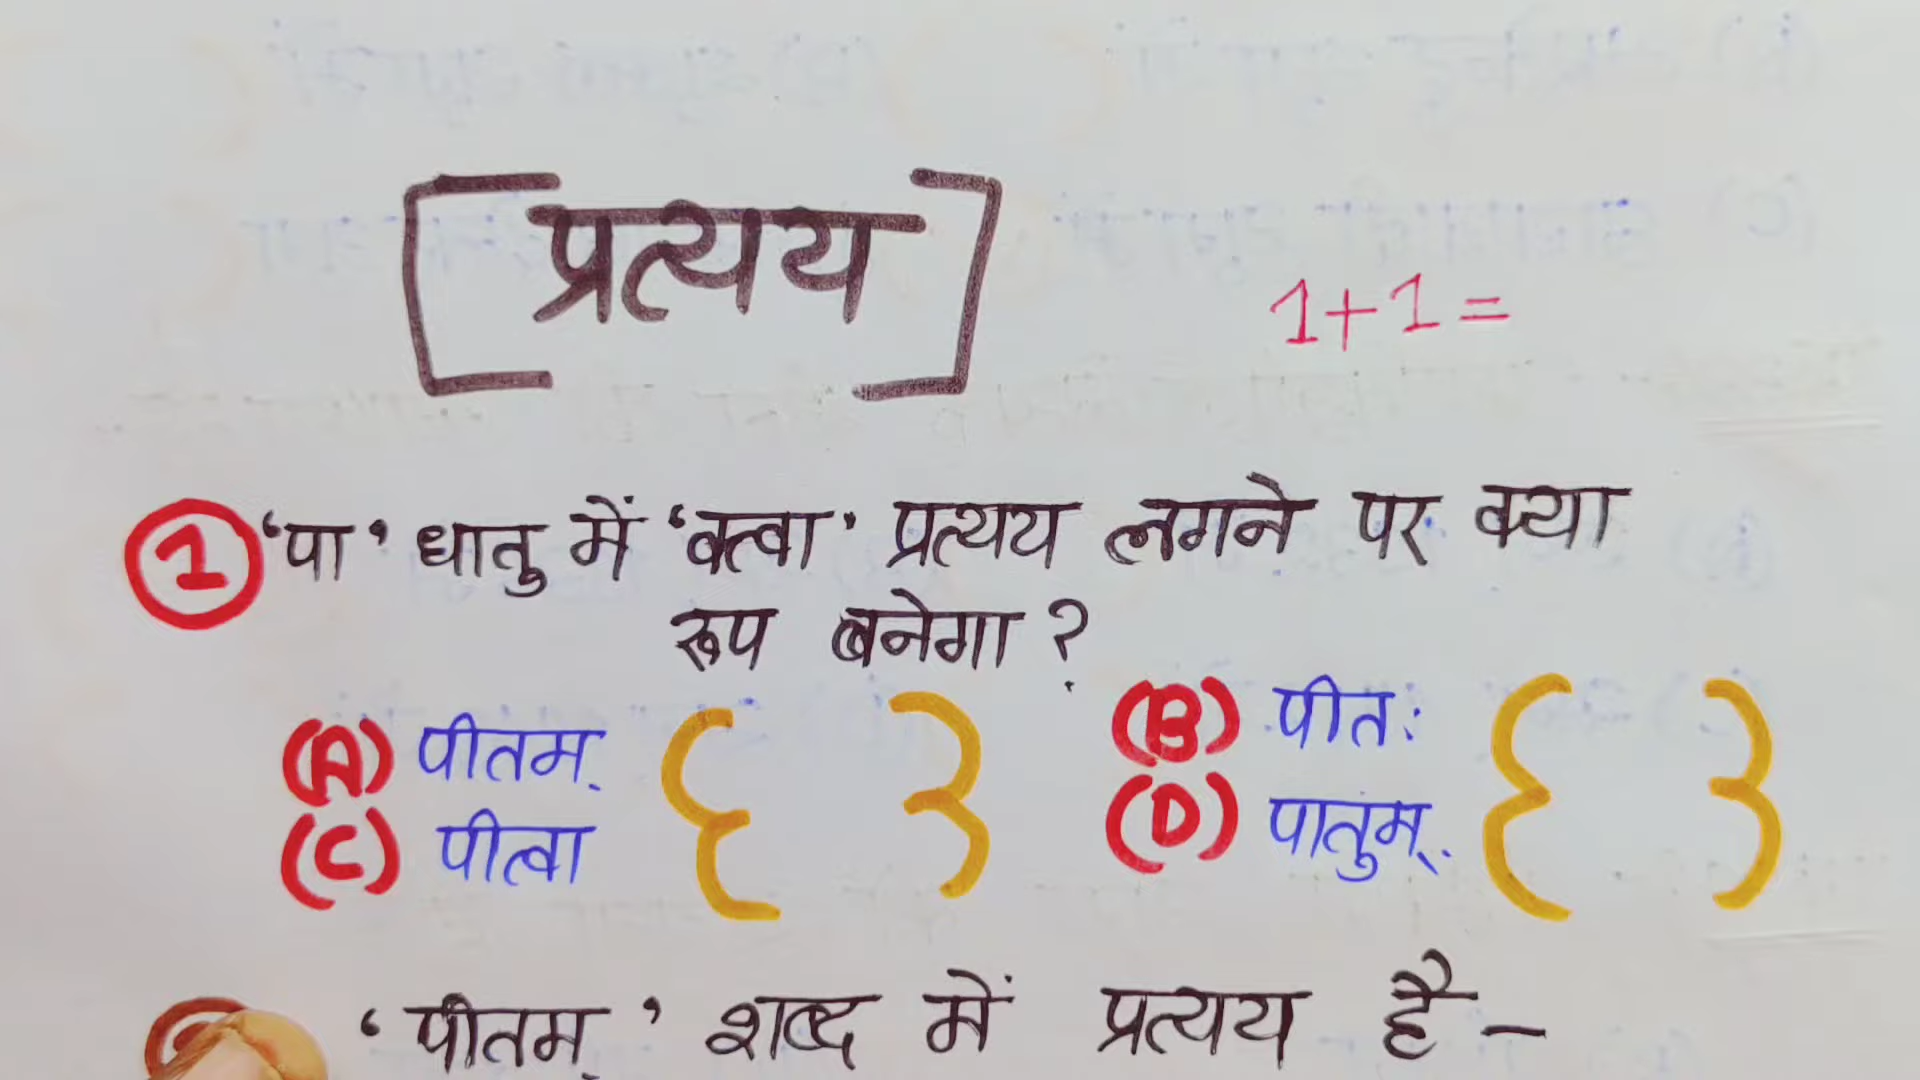 [प्रत्यय]
1+1=
1 'पा' धातु में 'क्त्वा' प्रत्यय लगने पर क्या
रूप बनेगा?
(A) पीतम् (B) पीतः
(C) पीत्वा (D) पातुम्
'पीतम्' शब्द में प्रत्यय है -